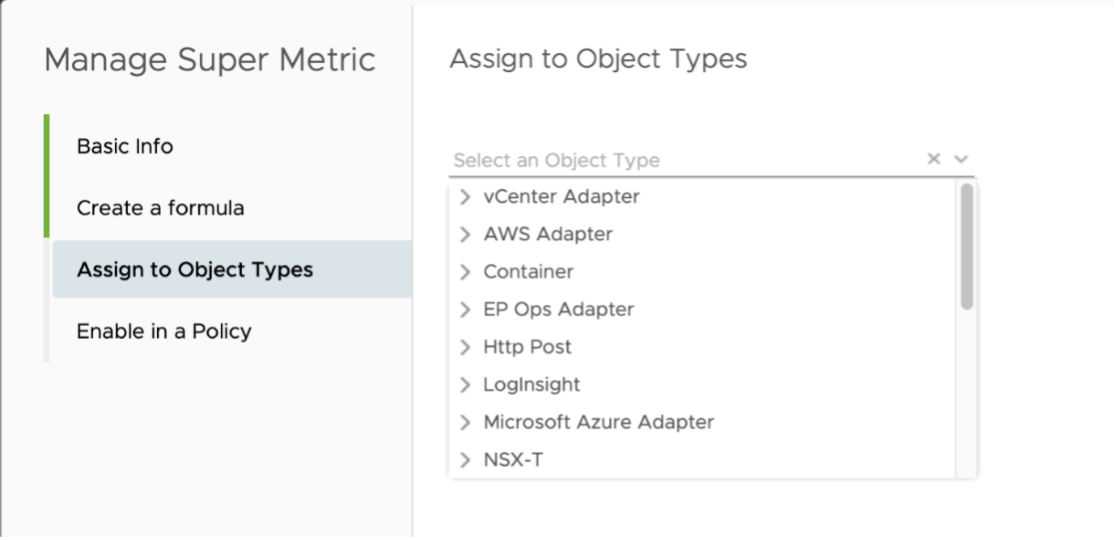 Manage Super Metric
Basic Info
Create a formula
Assign to Object Types
Enable in a Policy
Assign to Object Types
Select an Object Type
vCenter Adapter
AWS Adapter
Container
EP Ops Adapter
Http Post
LogInsight
Microsoft Azure Adapter
NSX-T